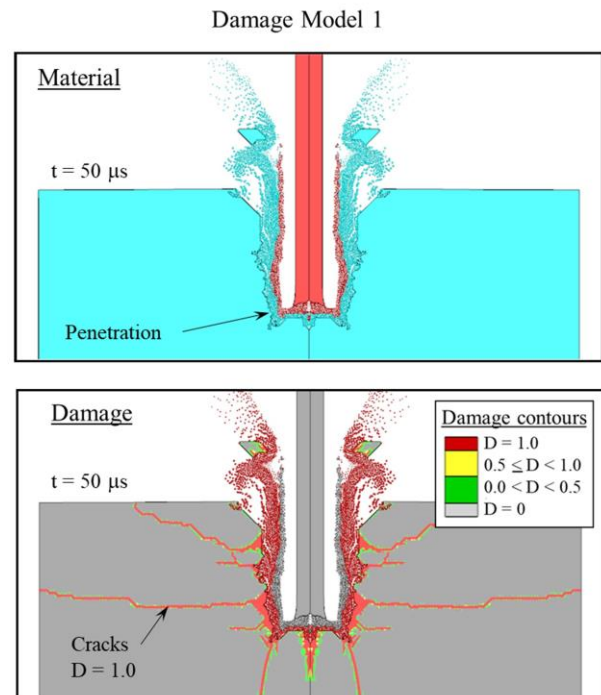 Damage Model 1
Material
t = 50 μs
Penetration
Damage
t = 50 μs
Damage contours
D = 1.0
0.5 ≤ D < 1.0
0.0 < D < 0.5
D = 0
Cracks
D = 1.0